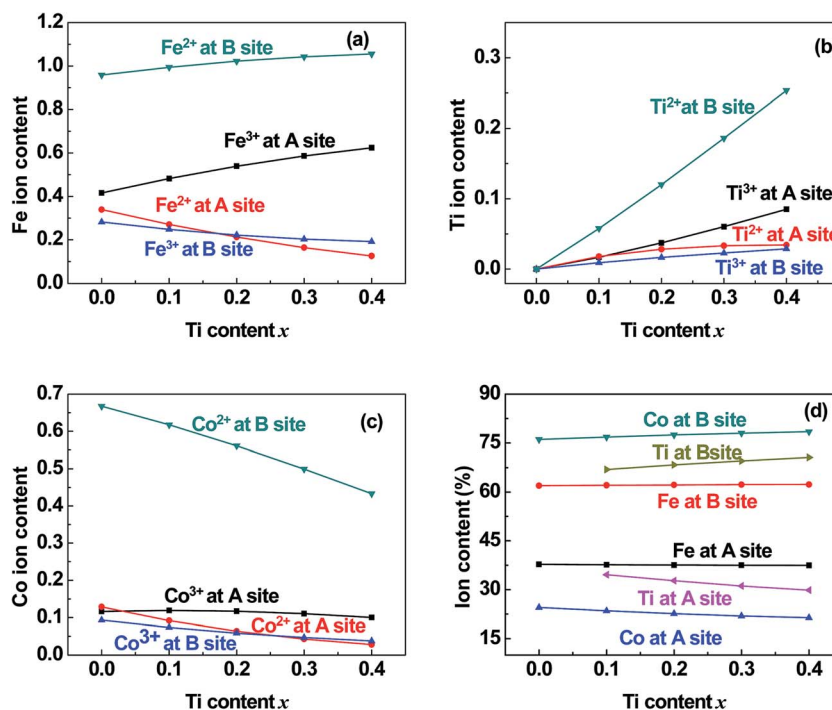 (a)
Fe²⁺ at B site
Fe³⁺ at A site
Fe²⁺ at A site
Fe³⁺ at B site
Fe ion content
1.2
1.0
0.8
0.6
0.4
0.2
0.0
0.0 0.1 0.2 0.3 0.4
Ti content x
(b
Ti²⁺ at B site
Ti³⁺ at A site
Ti²⁺ at A site
Ti³⁺ at B site
Ti ion content
0.3
0.2
0.1
0.0
0.0 0.1 0.2 0.3 0.4
Ti content x
(c)
Co²⁺ at B site
Co³⁺ at A site
Co²⁺ at A site
Co³⁺ at B site
Co ion content
0.7
0.6
0.5
0.4
0.3
0.2
0.1
0.0
0.0 0.1 0.2 0.3 0.4
Ti content x
(d)
Co at B site
Ti at Bsite
Fe at B site
Fe at A site
Ti at A site
Co at A site
Ion content (%)
90
75
60
45
30
15
0.0 0.1 0.2 0.3 0.4
Ti content x